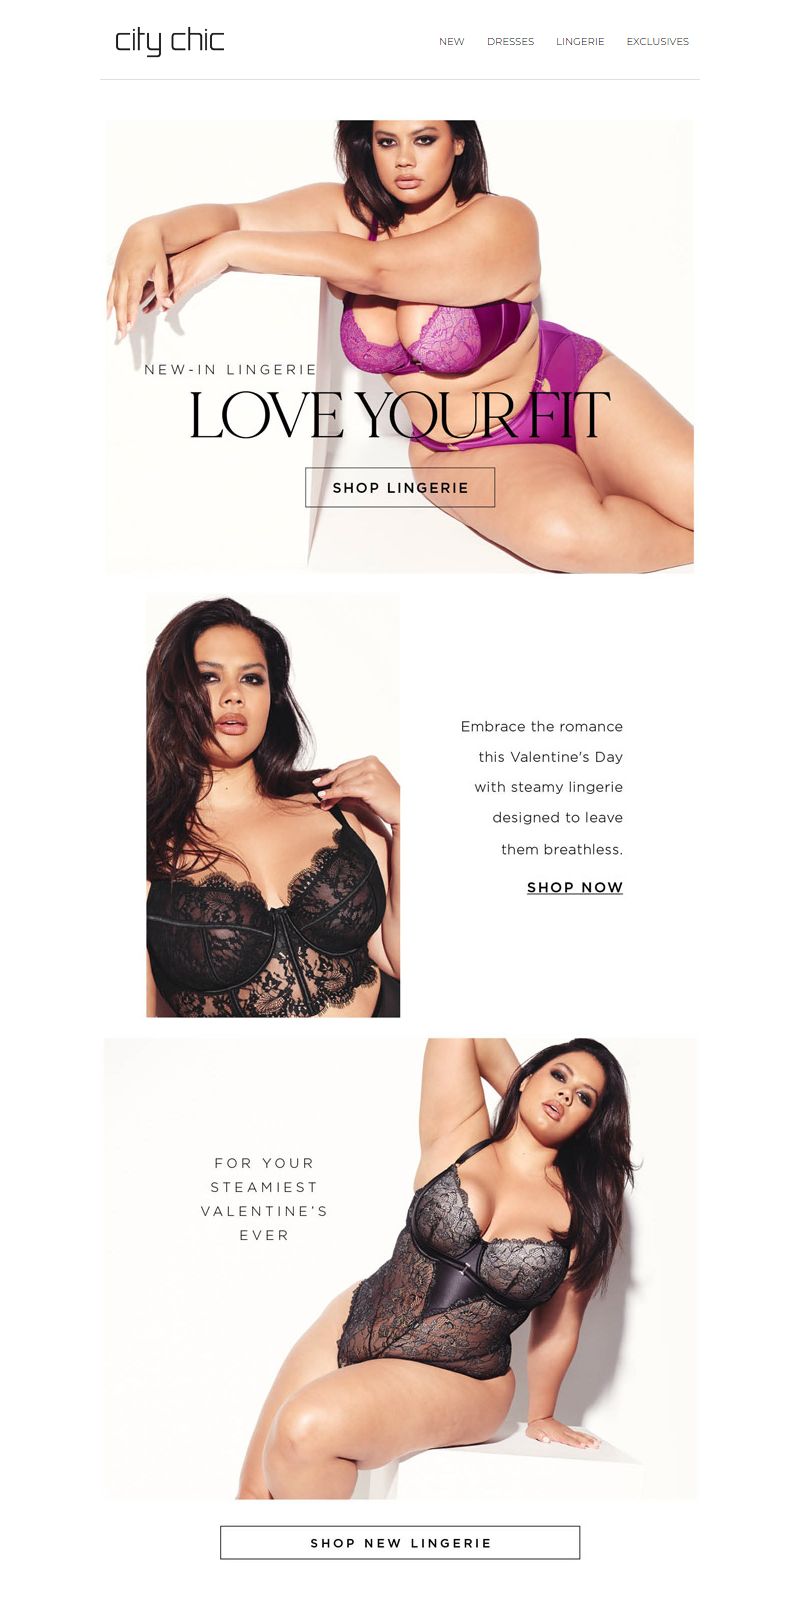 city chic
NEW DRESSES LINGERIE EXCLUSIVES
NEW-IN LINGERIE
LOVE YOUR FIT
SHOP LINGERIE
Embrace the romance
this Valentine's Day
with steamy lingerie
designed to leave
them breathless.
SHOP NOW
FOR YOUR
STEAMIEST
VALENTINE'S
EVER
SHOP NEW LINGERIE